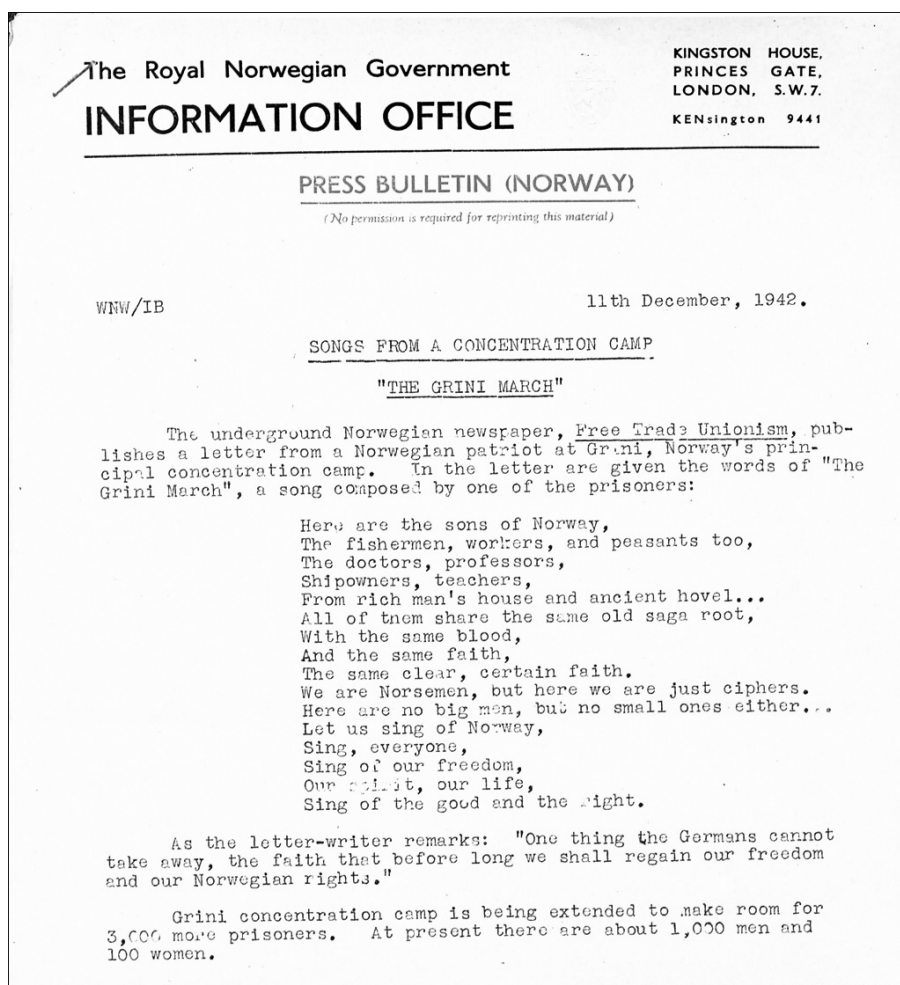 The Royal Norwegian Government
INFORMATION OFFICE
KINGSTON HOUSE,
PRINCES GATE,
LONDON, S.W.7.
KENsington 9441
PRESS BULLETIN (NORWAY)
(No permission is required for reprinting this material)
WNW/IB
11th December, 1942.
SONGS FROM A CONCENTRATION CAMP
"THE GRINI MARCH"
The underground Norwegian newspaper, Free Trade Unionism, pub-
lishes a letter from a Norwegian patriot at Grini, Norway's prin-
cipal concentration camp. In the letter are given the words of "The
Grini March", a song composed by one of the prisoners:
Here are the sons of Norway,
The fishermen, workers, and peasants too,
The doctors, professors,
Shipowners, teachers,
From rich man's house and ancient hovel...
All of them share the same old saga root,
With the same blood,
And the same faith,
The same clear, certain faith.
We are Norsemen, but here we are just ciphers.
Here are no big men, but no small ones either...
Let us sing of Norway,
Sing, everyone,
Sing of our freedom,
Our spirit, our life,
Sing of the good and the right.
As the letter-writer remarks: "One thing the Germans cannot
take away, the faith that before long we shall regain our freedom
and our Norwegian rights."
Grini concentration camp is being extended to make room for
3,000 more prisoners. At present there are about 1,000 men and
100 women.